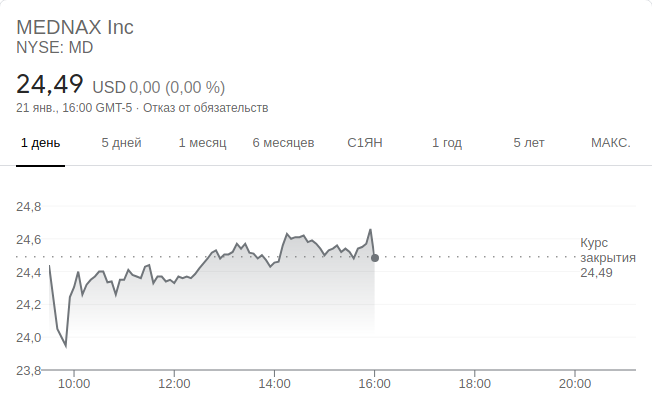 MEDNAX Inc
NYSE: MD
24,49 USD 0,00 (0,00 %)
21 янв., 16:00 GMT-5 · Отказ от обязательств
1 день 5 дней 1 месяц 6 месяцев С1ЯН 1 год 5 лет МАКС.
24,8
24,6
Курс
закрытия
24,49
24,4
24,2
24,0
23,8
10:00 12:00 14:00 16:00 18:00 20:00